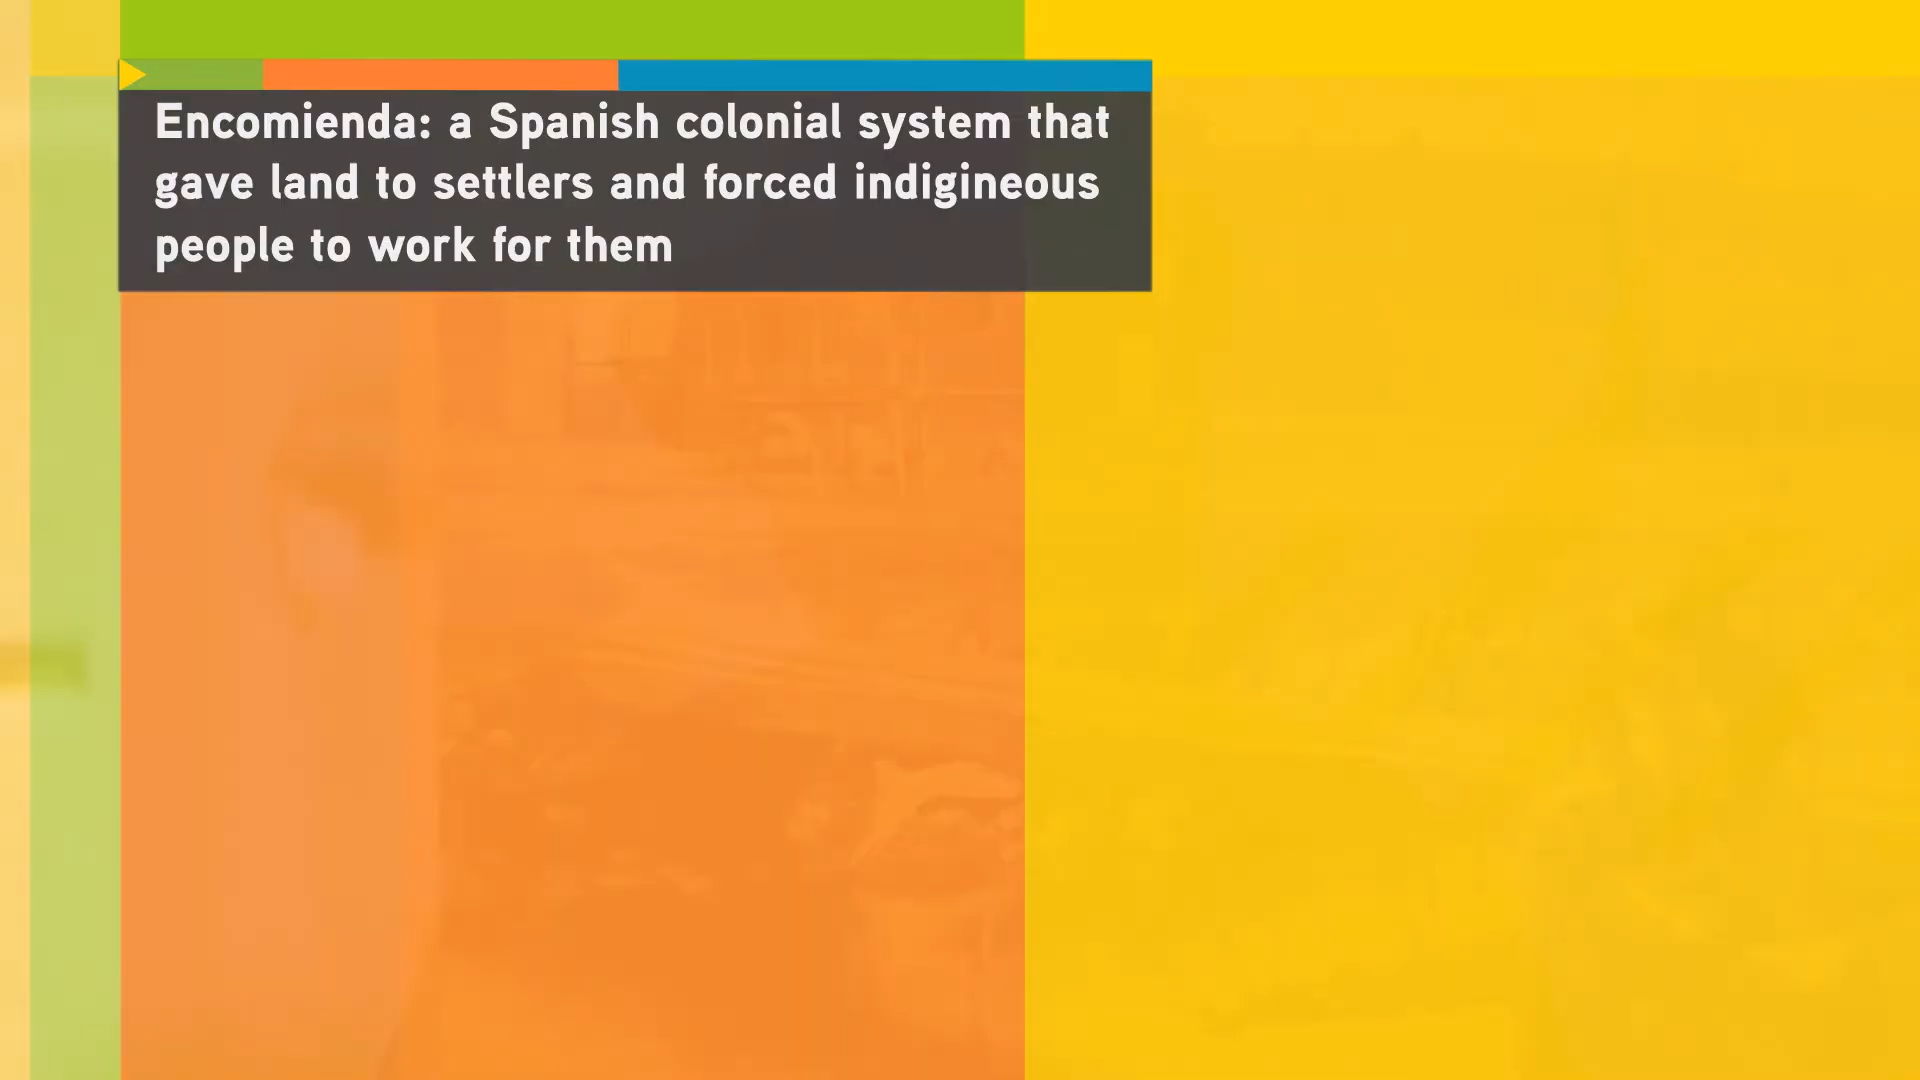 Encomienda: a Spanish colonial system that
gave land to settlers and forced indigineous
people to work for them